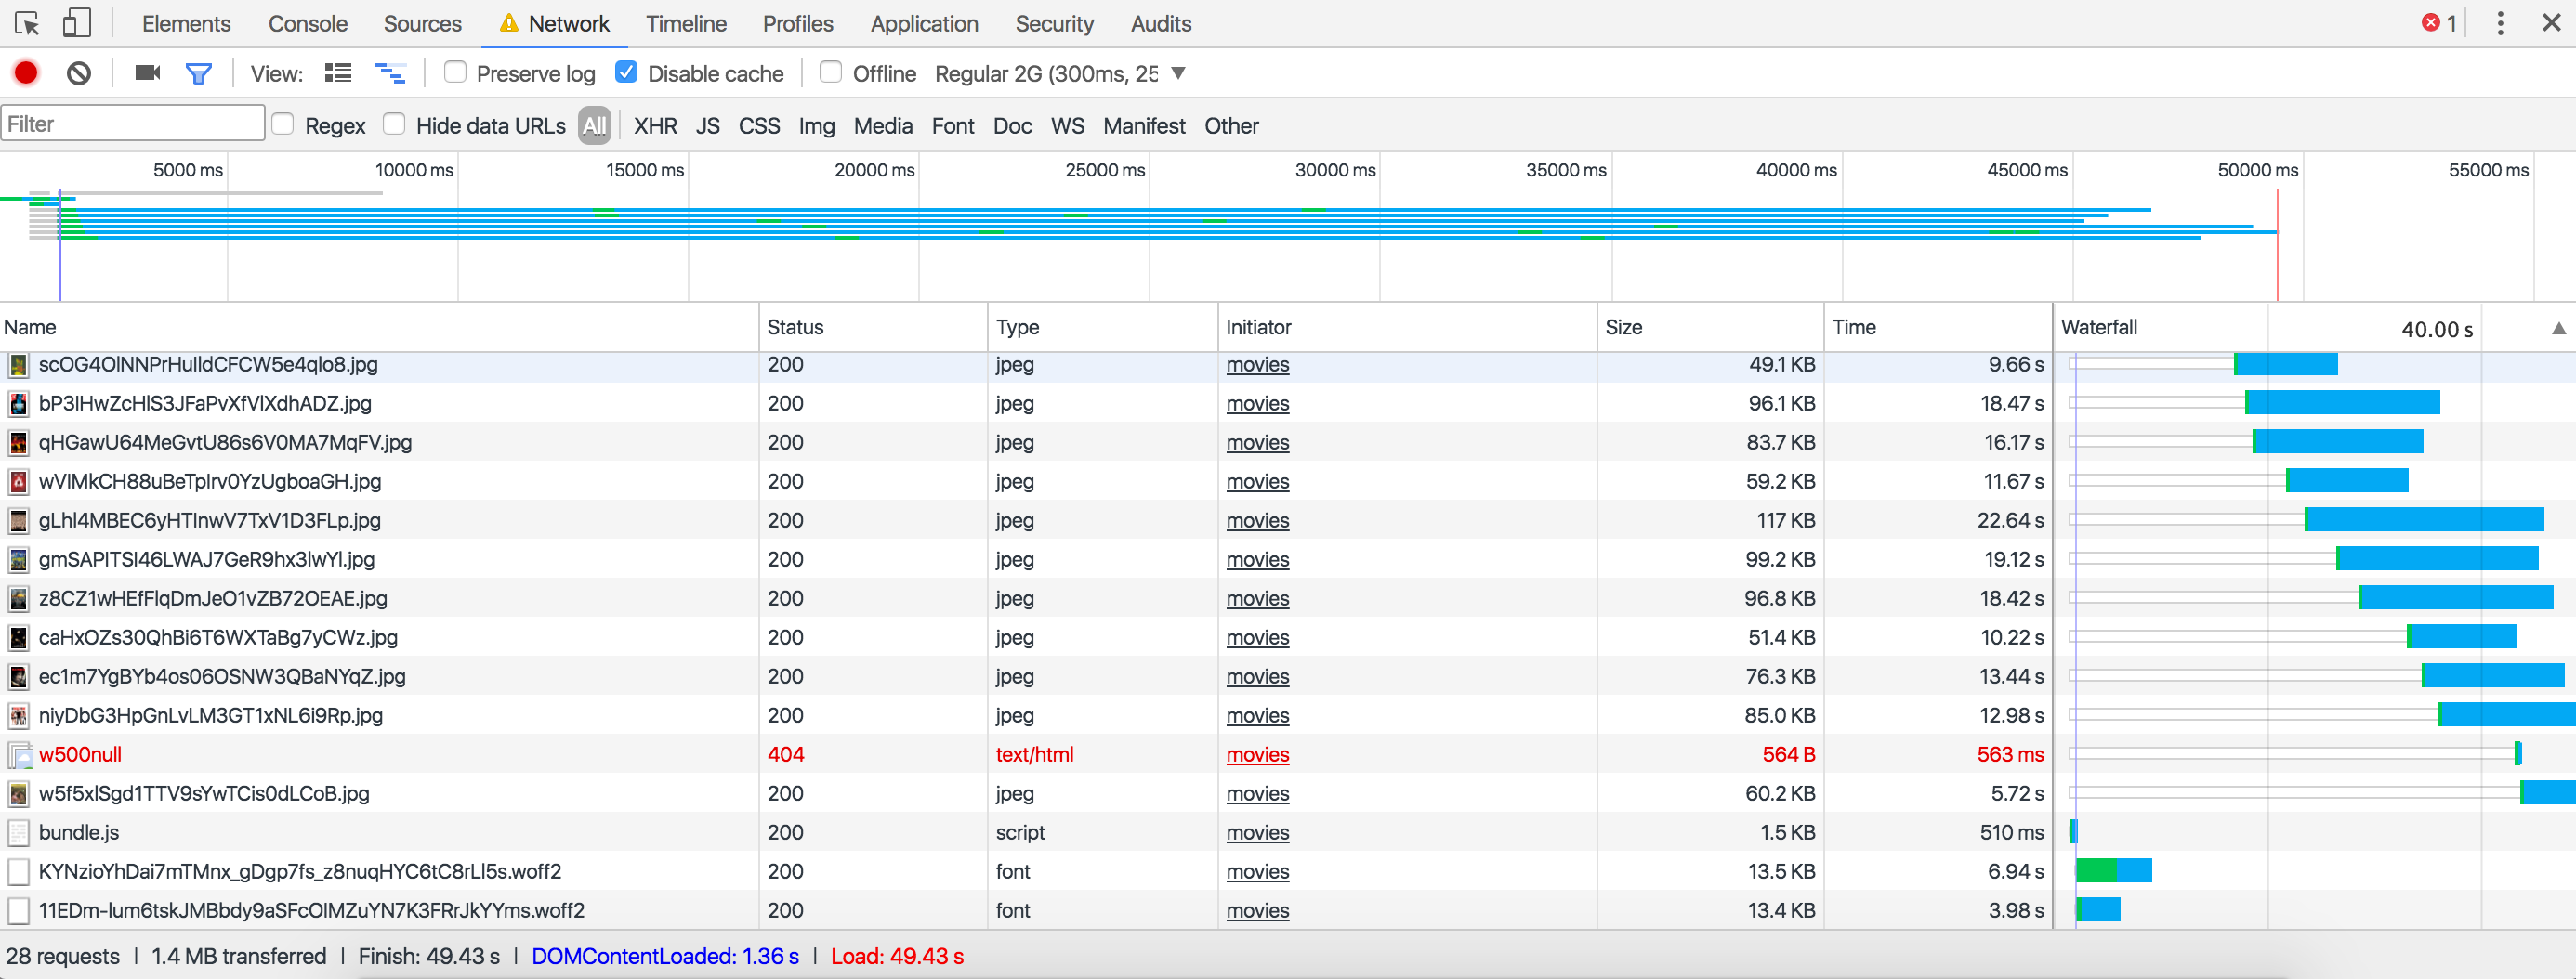 Elements Console Sources Network Timeline Profiles Application Security Audits 1
View: Preserve log Disable cache Offline Regular 2G (300ms, 25
Filter Regex Hide data URLs All XHR JS CSS Img Media Font Doc WS Manifest Other
5000 ms 10000 ms 15000 ms 20000 ms 25000 ms 30000 ms 35000 ms 40000 ms 45000 ms 50000 ms 55000 ms
Name Status Type Initiator Size Time Waterfall 40.00 s
scOG4OlNNPrHulldCFCW5e4qlo8.jpg 200 jpeg movies 49.1 KB 9.66 s
bP3lHwZcHlS3JFaPvXfVlXdhADZ.jpg 200 jpeg movies 96.1 KB 18.47 s
qHGawU64MeGvtU86s6V0MA7MqFV.jpg 200 jpeg movies 83.7 KB 16.17 s
wVIMkCH88uBeTpIrv0YzUgboaGH.jpg 200 jpeg movies 59.2 KB 11.67 s
gLhl4MBEC6yHTInwV7TxV1D3FLp.jpg 200 jpeg movies 117 KB 22.64 s
gmSAPITSI46LWAJ7GeR9hx3lwYl.jpg 200 jpeg movies 99.2 KB 19.12 s
z8CZ1wHEfFlqDmJeO1vZB72OEAE.jpg 200 jpeg movies 96.8 KB 18.42 s
caHxOZs30QhBi6T6WXTaBg7yCWz.jpg 200 jpeg movies 51.4 KB 10.22 s
ec1m7YgBYb4os06OSNW3QBaNYqZ.jpg 200 jpeg movies 76.3 KB 13.44 s
niyDbG3HpGnLvLM3GT1xNL6i9Rp.jpg 200 jpeg movies 85.0 KB 12.98 s
w500null 404 text/html movies 564 B 563 ms
w5f5xlSgd1TTV9sYwTCis0dLCoB.jpg 200 jpeg movies 60.2 KB 5.72 s
bundle.js 200 script movies 1.5 KB 510 ms
KYNzioYhDai7mTMnx_gDgp7fs_z8nuqHYC6tC8rLl5s.woff2 200 font movies 13.5 KB 6.94 s
11EDm-lum6tskJMBbdy9aSFcOIMZuYN7K3FRrJkYYms.woff2 200 font movies 13.4 KB 3.98 s
28 requests | 1.4 MB transferred | Finish: 49.43 s | DOMContentLoaded: 1.36 s | Load: 49.43 s